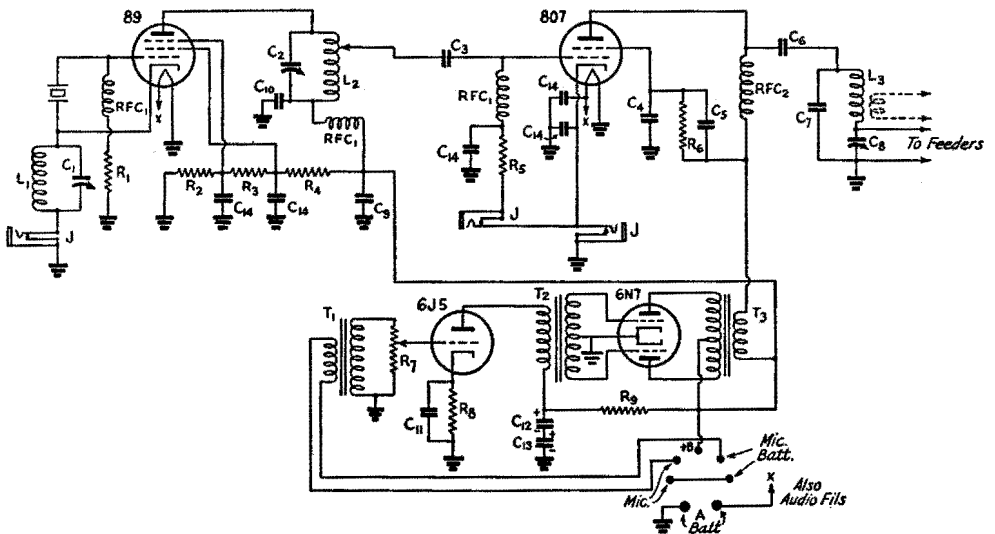 89
807
C2
L2
C3
C6
L3
RFC1
C10
RFC1
RFC1
C14
x
x
C4
R6
C5
RFC2
C7
C8
To Feeders
L1
C1
R1
R2
R3
R4
C14
C14
C9
C14
R5
C14
J
J
J
T1
6J5
T2
6N7
T3
R7
C11
R8
R9
+
C12
-
+
C13
-
+B
Mic. Batt.
Mic.
A Batt
x
Also Audio Fils